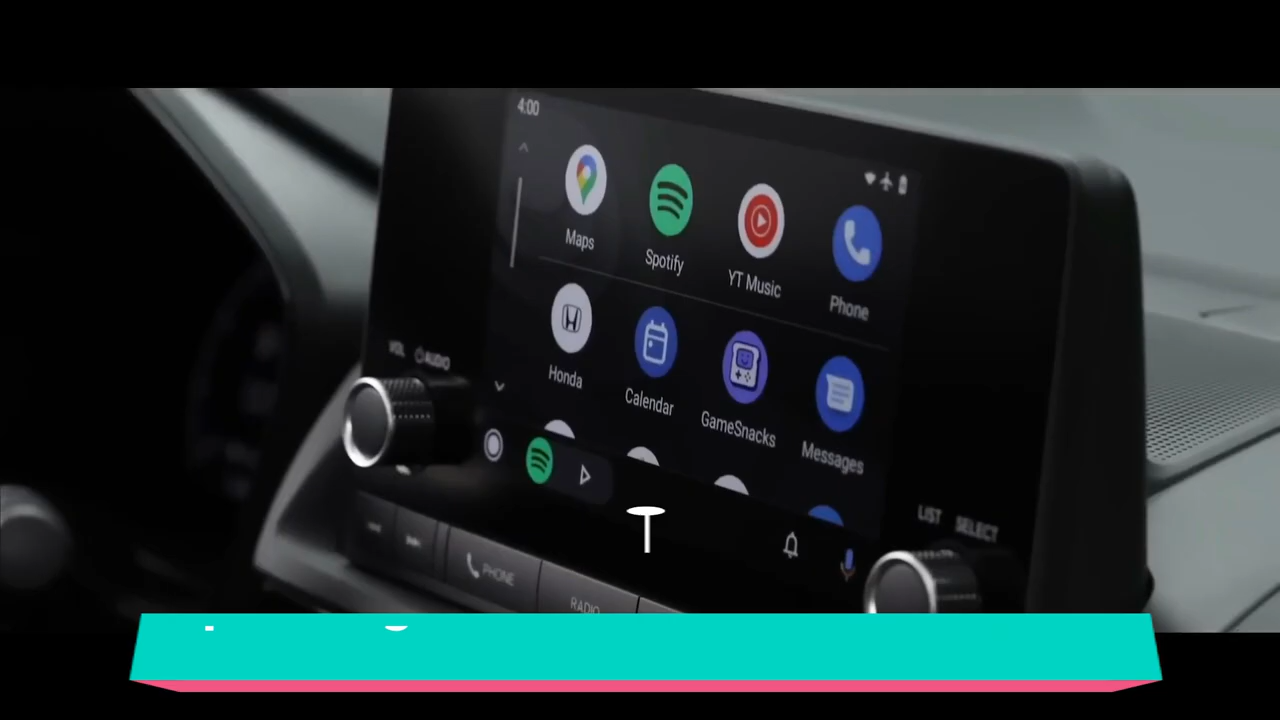 4:00
Maps
Spotify
YT Music
Phone
VOL
AUDIO
Honda
Calendar
GameSnacks
Messages
LIST
SELECT
PHONE
RADIO